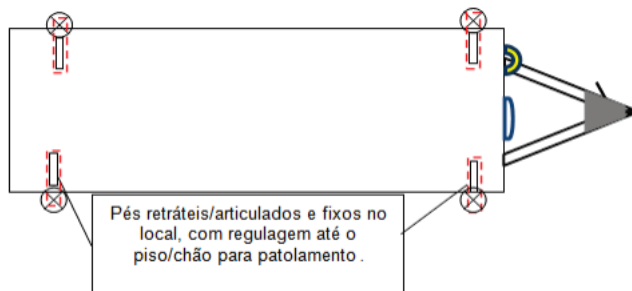 Pés retráteis/articulados e fixos no
local, com regulagem até o
piso/chão para patolamento .